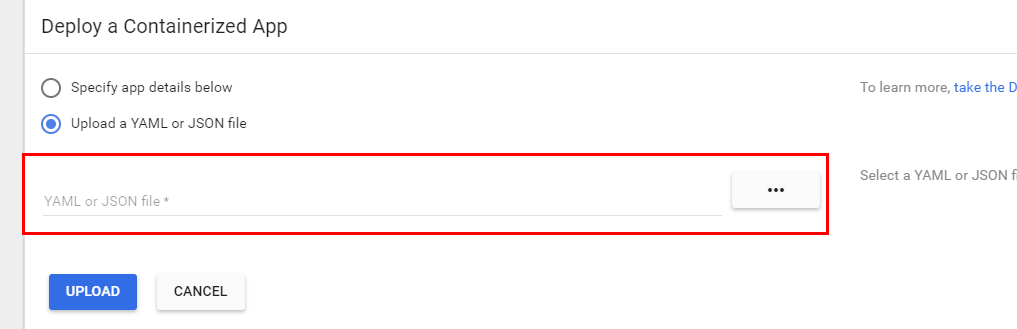 Deploy a Containerized App
Specify app details below
To learn more, take the D
Upload a YAML or JSON file
Select a YAML or JSON fi
YAML or JSON file *
•••
UPLOAD
CANCEL